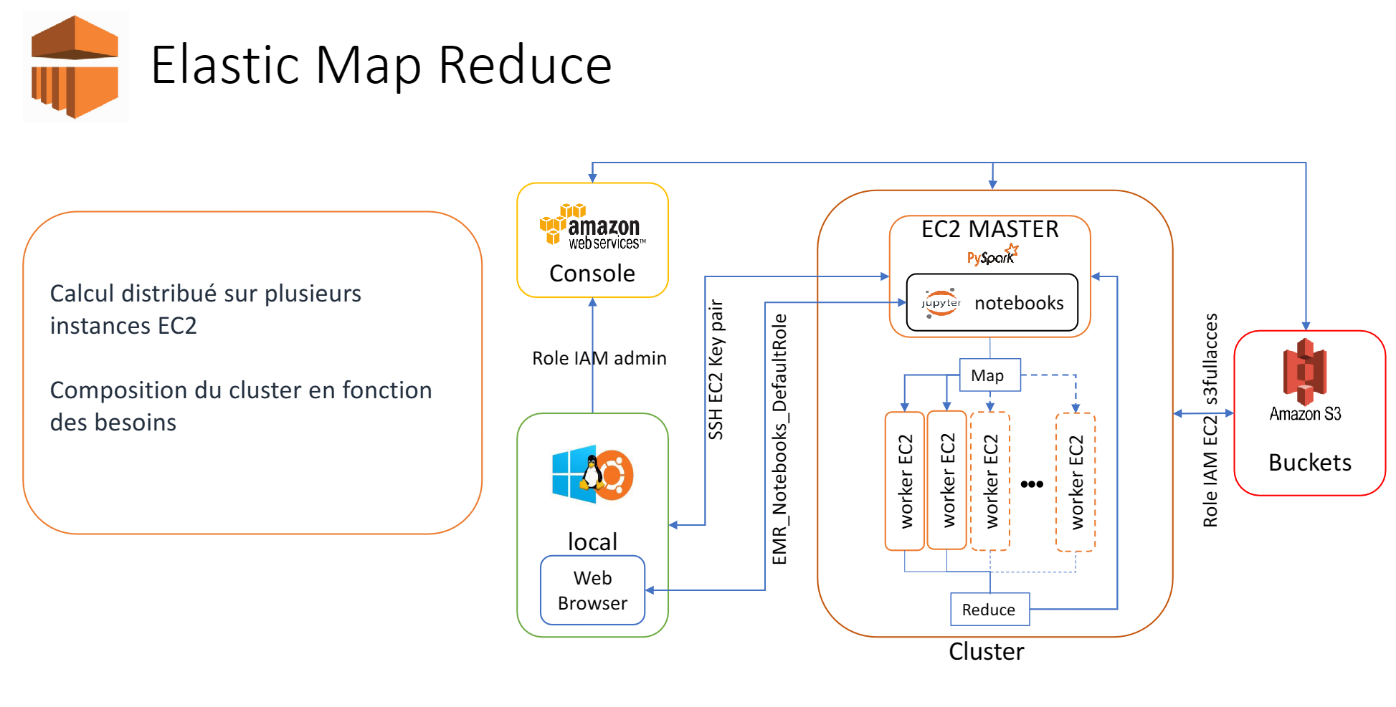 Elastic Map Reduce
Calcul distribué sur plusieurs
instances EC2
Composition du cluster en fonction
des besoins
amazon
webservices™
Console
Role IAM admin
local
Web
Browser
SSH EC2 Key pair
EMR_Notebooks_DefaultRole
EC2 MASTER
PySpark
jupyter
notebooks
Map
worker EC2
worker EC2
worker EC2
•••
worker EC2
Reduce
Cluster
Role IAM EC2 s3fullacces
Amazon S3
Buckets